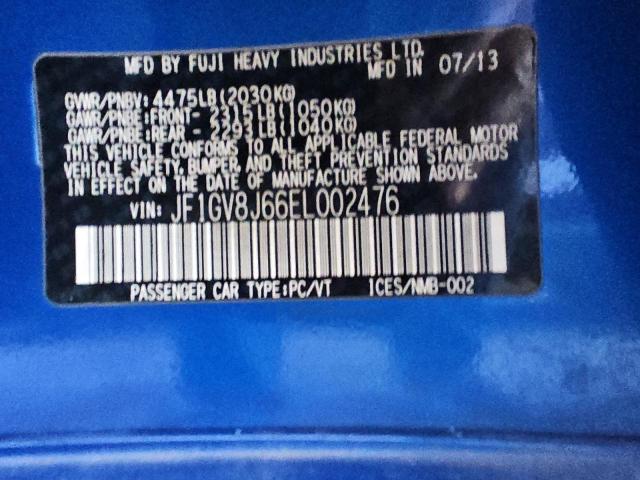 MFD BY FUJI HEAVY INDUSTRIES LTD.
MFD IN 07/13
GVWR/PNBV: 4475LB(2030KG)
GAWR/PNBE:FRONT- 2315LB(1050KG)
GAWR/PNBE:REAR - 2293LB(1040KG)
THIS VEHICLE CONFORMS TO ALL APPLICABLE FEDERAL MOTOR
VEHICLE SAFETY, BUMPER, AND THEFT PREVENTION STANDARDS
IN EFFECT ON THE DATE OF MANUFACTURE SHOWN ABOVE.
VIN: JF1GV8J66EL002476
PASSENGER CAR TYPE:PC/VT ICES/NMB-002